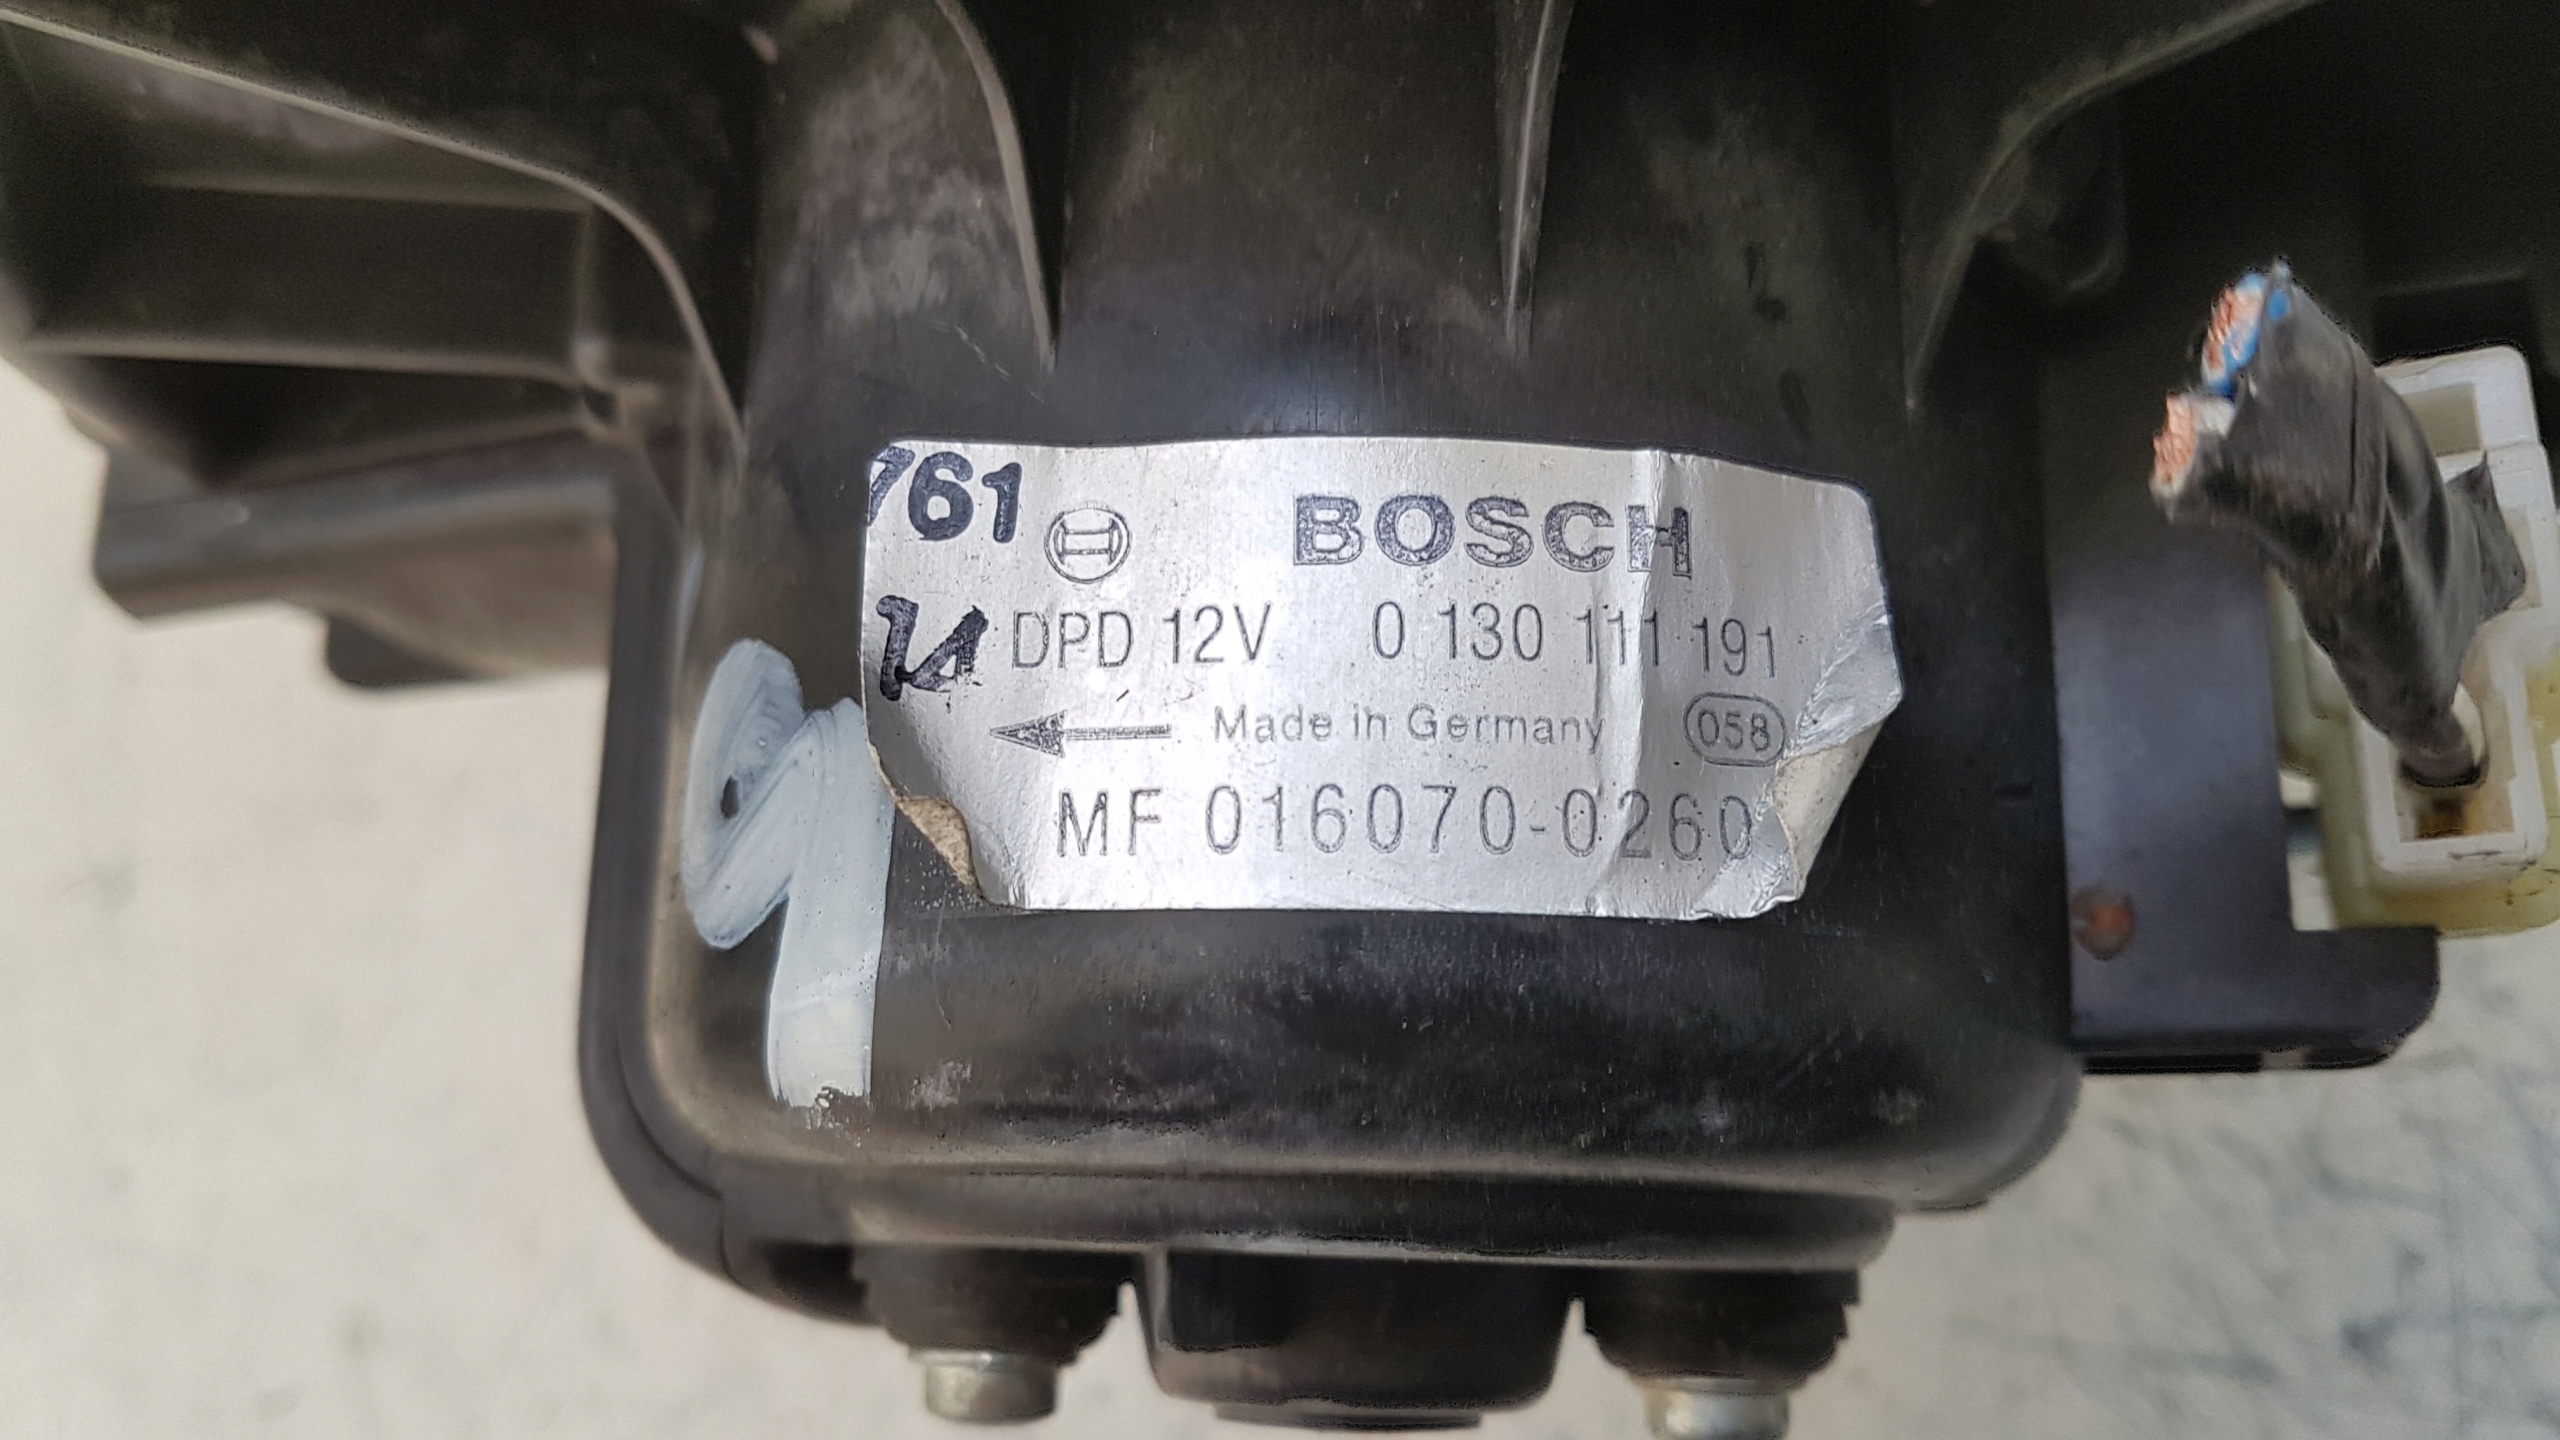 761
BOSCH
DPD 12V 0 130 111 191
Made in Germany 058
MF 016070-0260